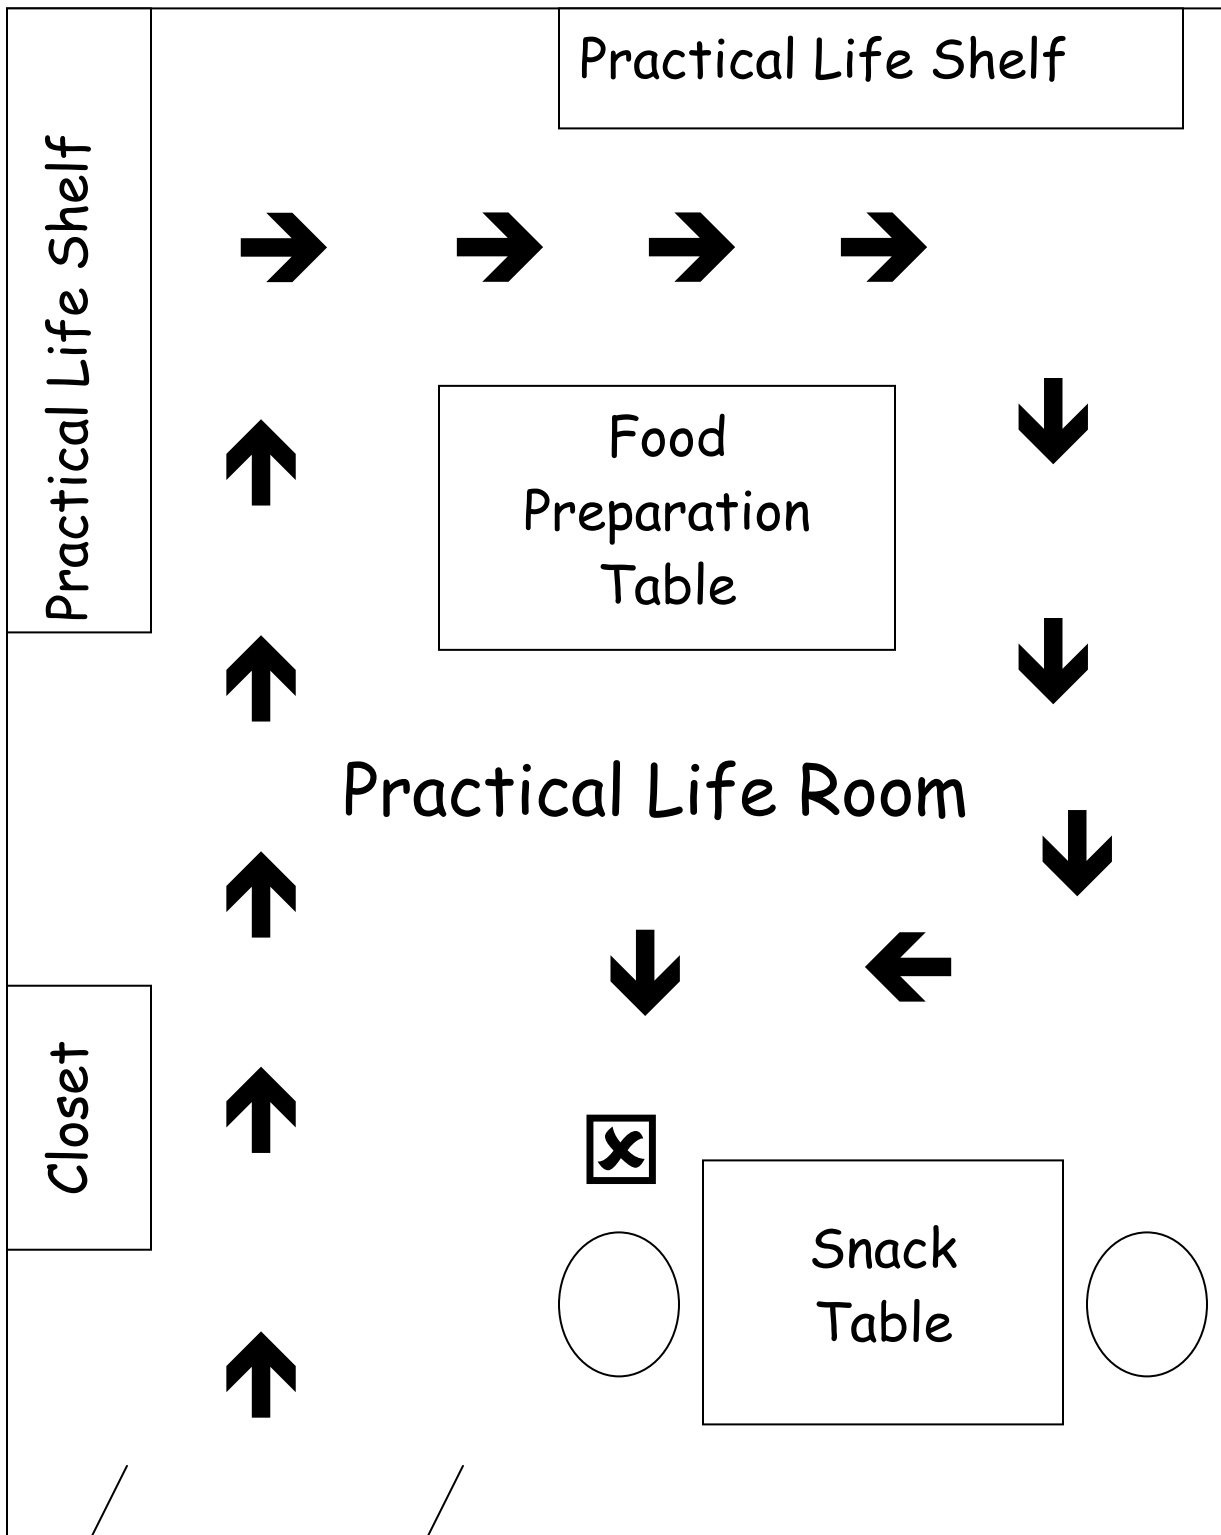 Practical Life Shelf
Practical Life Shelf
Food
Preparation
Table
Practical Life Room
Closet
Snack
Table